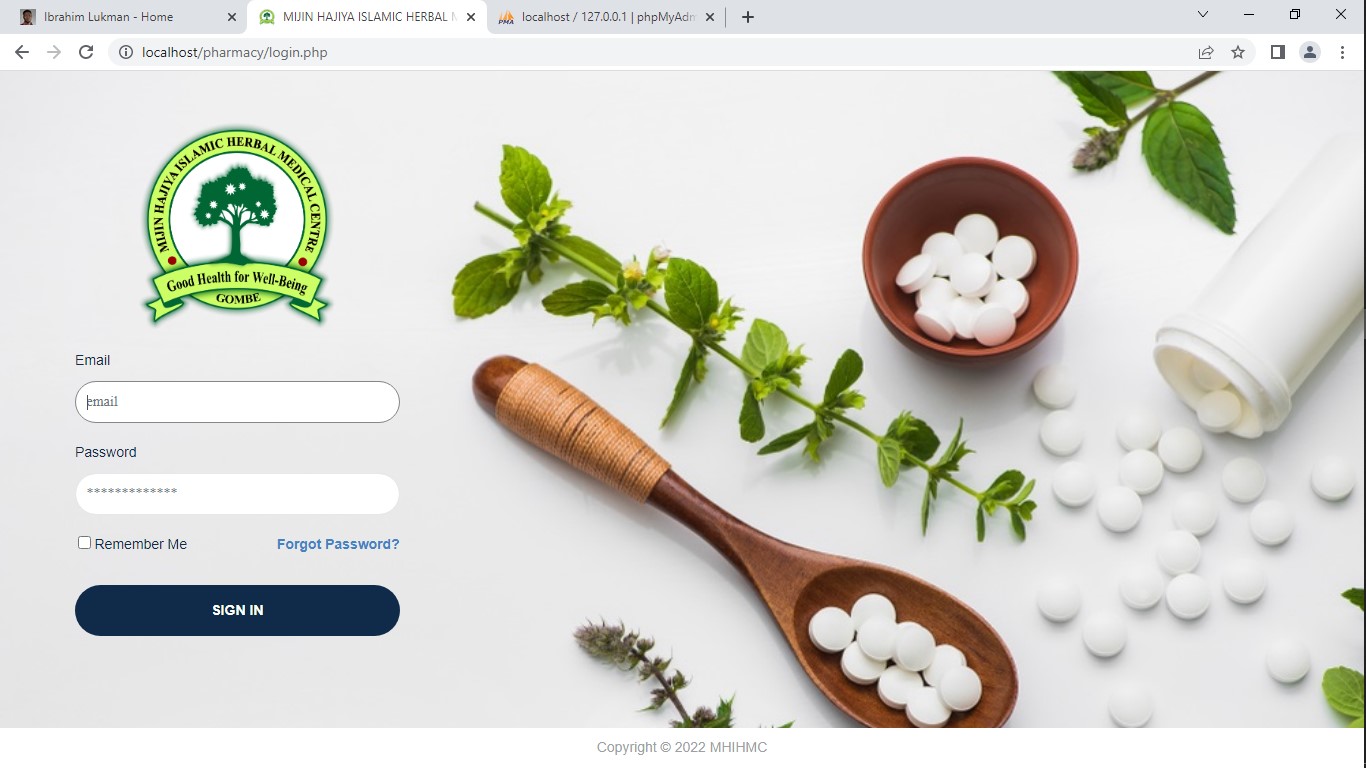 Ibrahim Lukman - Home
MIJIN HAJIYA ISLAMIC HERBAL M
localhost / 127.0.0.1 | phpMyAdm
localhost/pharmacy/login.php
MIJIN HAJIYA ISLAMIC HERBAL MEDICAL CENTRE
Good Health for Well-Being
GOMBE
Email
email
Password
*************
Remember Me
Forgot Password?
SIGN IN
Copyright © 2022 MHIHMC